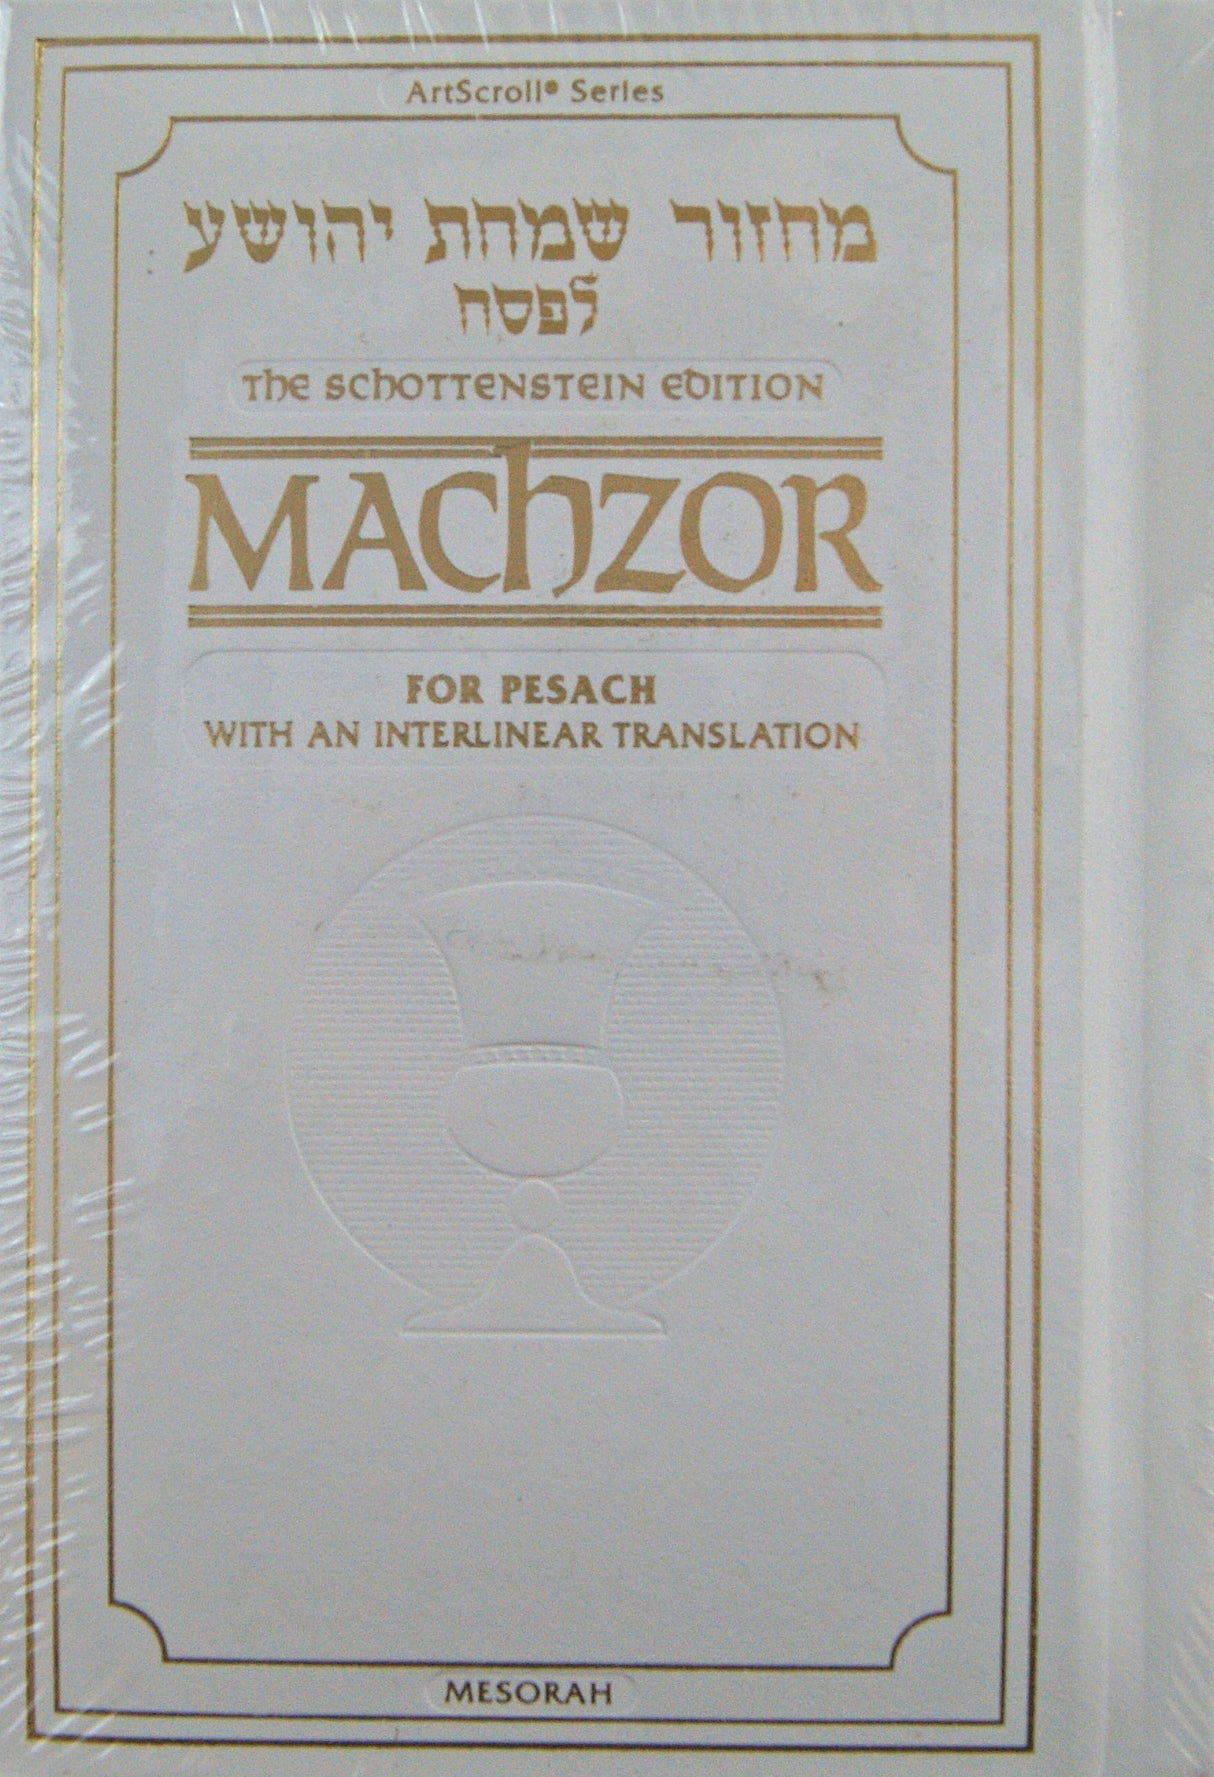 ArtScroll® Series
מחזור שמחת יהושע
לפסח
The Schottenstein Edition
MAChZOR
FOR PESACH
WITH AN INTERLINEAR TRANSLATION
MESORAH